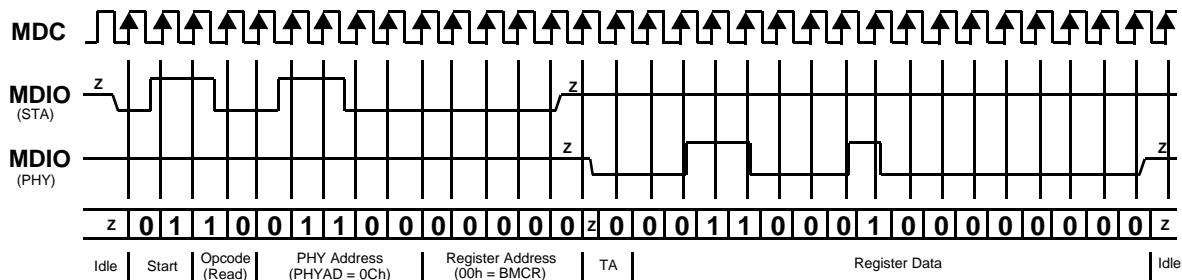 MDC
z
z
MDIO
(STA)
z
z
MDIO
(PHY)
z 0 1 1 0 0 1 1 0 0 0 0 0 0 0 z 0 0 0 1 1 0 0 0 1 0 0 0 0 0 0 0 0 z
Idle
Start
Opcode
(Read)
PHY Address
(PHYAD = 0Ch)
Register Address
(00h = BMCR)
TA
Register Data
Idle